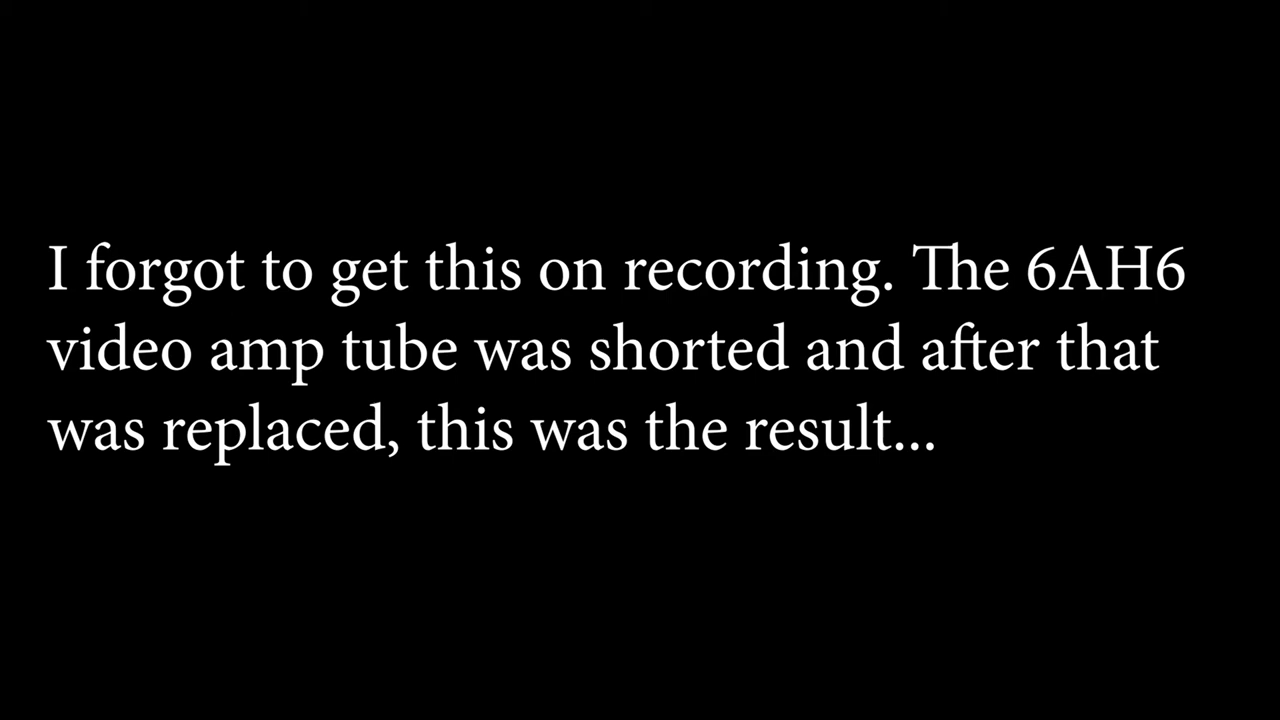 I forgot to get this on recording. The 6AH6
video amp tube was shorted and after that
was replaced, this was the result...